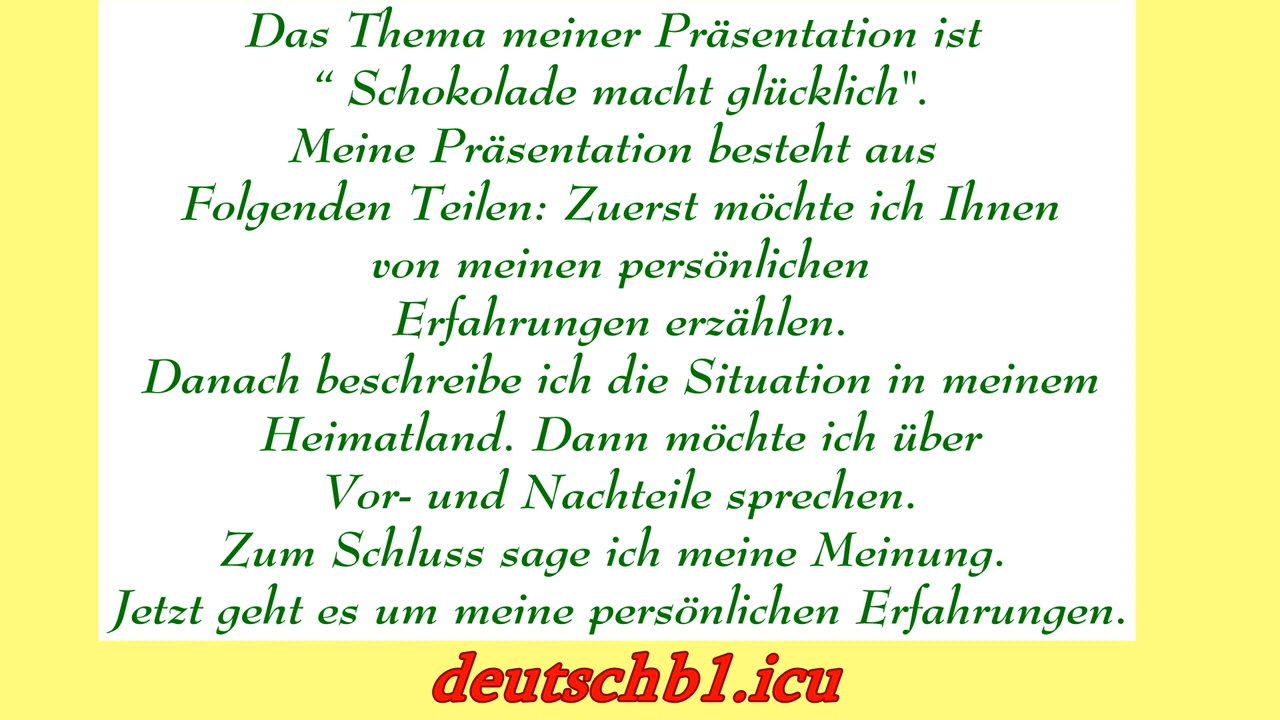 Das Thema meiner Präsentation ist
“ Schokolade macht glücklich".
Meine Präsentation besteht aus
Folgenden Teilen: Zuerst möchte ich Ihnen
von meinen persönlichen
Erfahrungen erzählen.
Danach beschreibe ich die Situation in meinem
Heimatland. Dann möchte ich über
Vor- und Nachteile sprechen.
Zum Schluss sage ich meine Meinung.
Jetzt geht es um meine persönlichen Erfahrungen.
deutschb1.icu